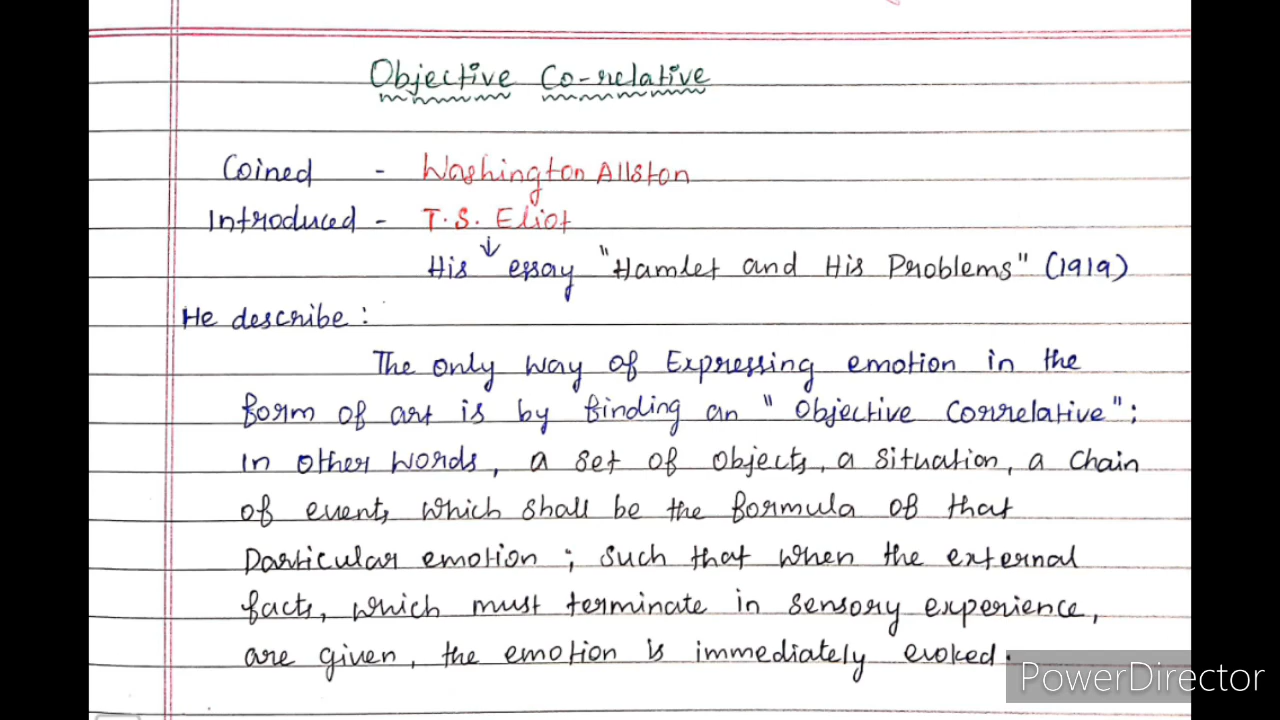 Objective Co-relative
Coined - Washington Allston
Introduced - T.S. Eliot
↓
His essay "Hamlet and His Problems" (1919)
He describe :
The only way of Expressing emotion in the
form of art is by finding an "Objective Correlative";
in other words, a set of objects, a situation, a chain
of events, which shall be the formula of that
Particular emotion; such that when the external
facts, which must terminate in sensory experience,
are given, the emotion is immediately evoked.
PowerDirector